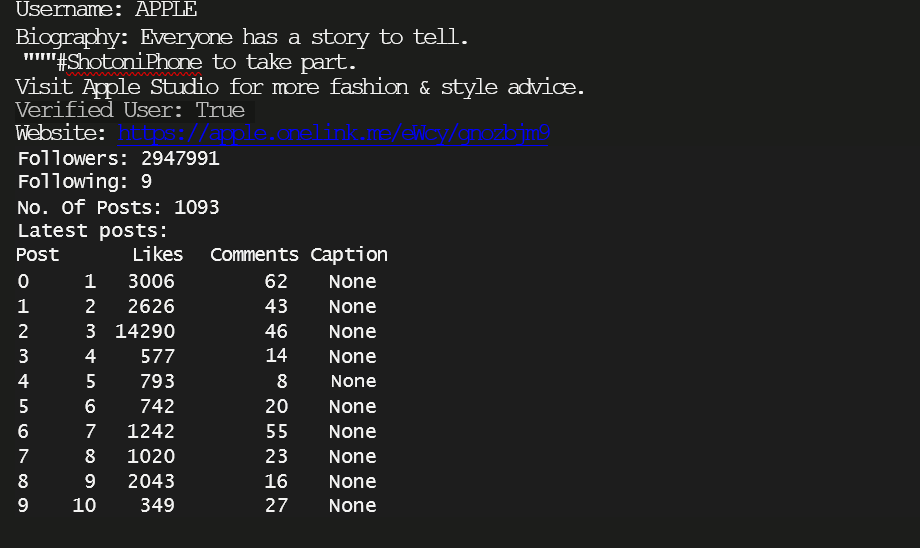 Username: APPLE
Biography: Everyone has a story to tell.
"""#ShotoniPhone to take part.
Visit Apple Studio for more fashion & style advice.
Verified User: True
Website: https://apple.onelink.me/
Followers: 2947991
Following: 9
No. Of Posts: 1093
Latest posts:
Post Likes Comments Caption
0 1 3006 62 None
1 2 2626 43 None
2 3 14290 46 None
3 4 577 14 None
4 5 793 8 None
5 6 742 20 None
6 7 1242 55 None
7 8 1020 23 None
8 9 2043 16 None
9 10 349 27 None